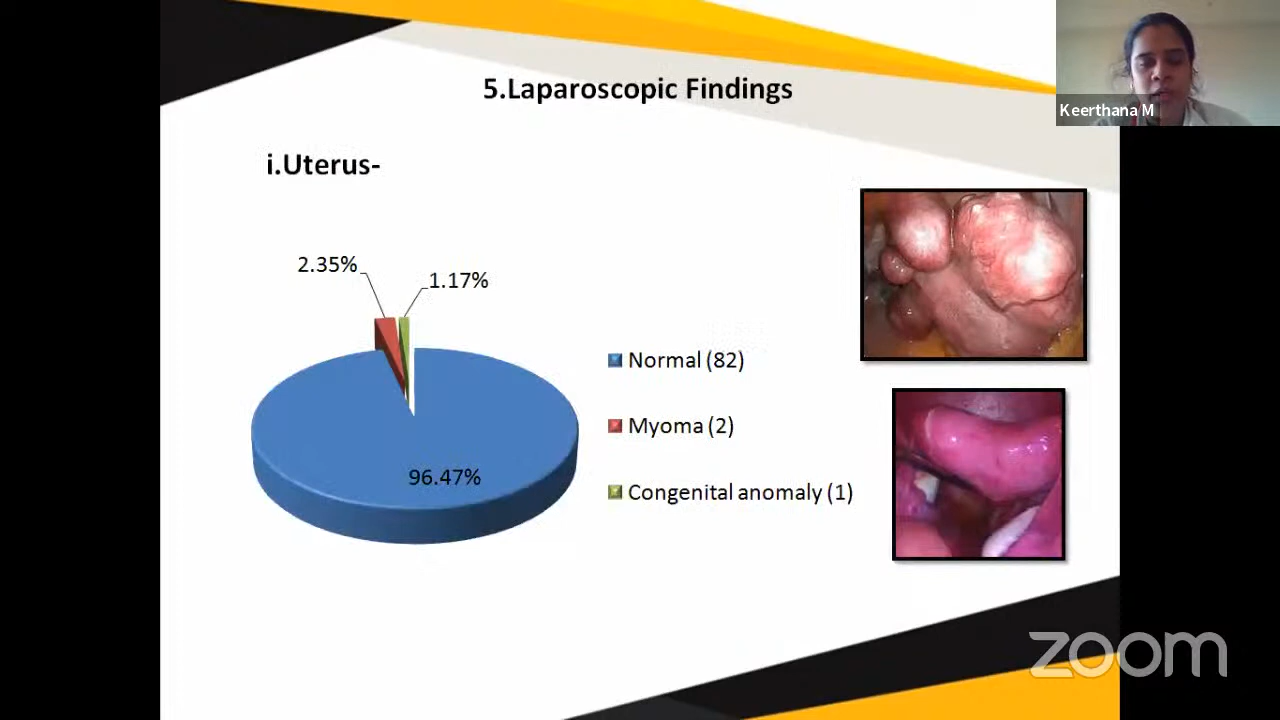 5.Laparoscopic Findings
Keerthana M
i.Uterus-
2.35%
1.17%
96.47%
Normal (82)
Myoma (2)
Congenital anomaly (1)
zoom